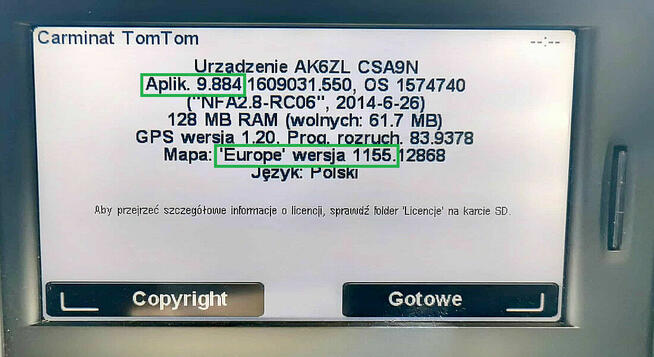 Carminat TomTom
--:--
Urządzenie AK6ZL CSA9N
Aplik. 9.884 1609031.550, OS 1574740
("NFA2.8-RC06", 2014-6-26)
128 MB RAM (wolnych: 61.7 MB)
GPS wersja 1.20. Prog. rozruch. 83.9378
Mapa: 'Europe' wersja 1155.12868
Język: Polski
Aby przejrzeć szczegółowe informacje o licencji, sprawdź folder 'Licencje' na karcie SD.
Copyright
Gotowe